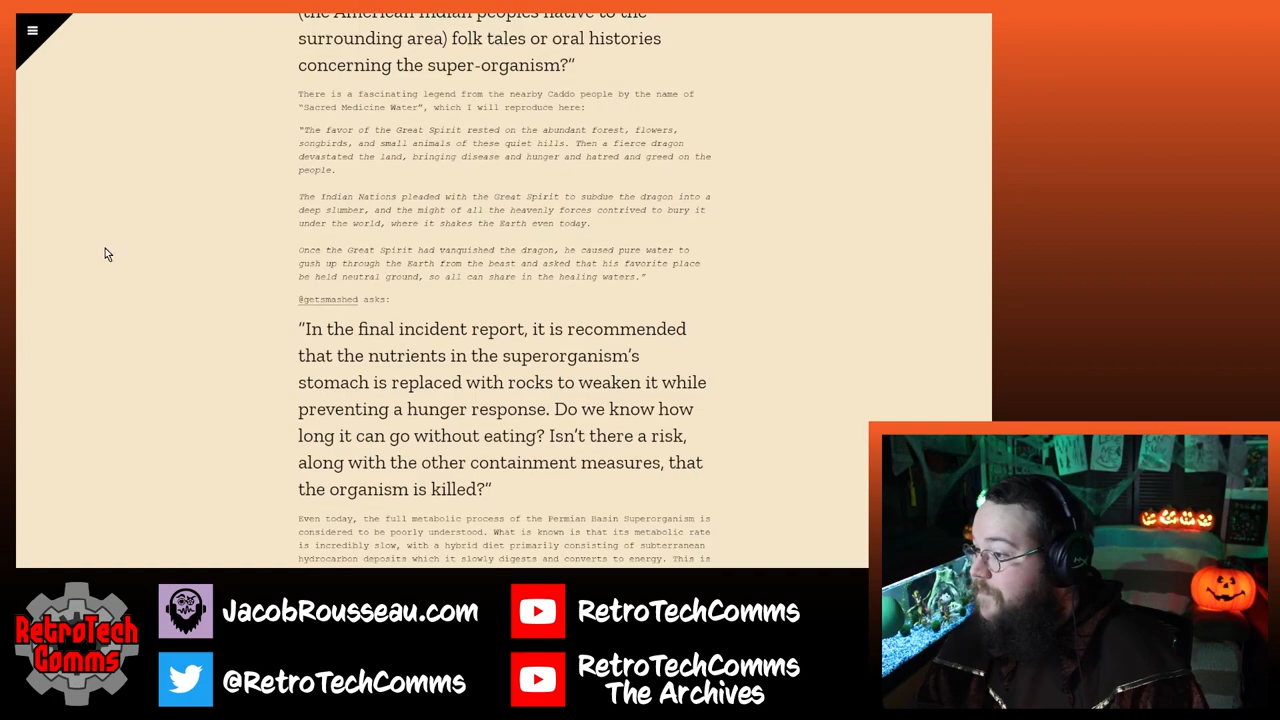 (the American Indian peoples native to the
surrounding area) folk tales or oral histories
concerning the super-organism?”
There is a fascinating legend from the nearby Caddo people by the name of
“Sacred Medicine Water”, which I will reproduce here:
“The favor of the Great Spirit rested on the abundant forest, flowers,
songbirds, and small animals of these quiet hills. Then a fierce dragon
devastated the land, bringing disease and hunger and hatred and greed on the
people.
The Indian Nations pleaded with the Great Spirit to subdue the dragon into a
deep slumber, and the might of all the heavenly forces contrived to bury it
under the world, where it shakes the Earth even today.
Once the Great Spirit had vanquished the dragon, he caused pure water to
gush up through the Earth from the beast and asked that his favorite place
be held neutral ground, so all can share in the healing waters.”
@getsmashed asks:
“In the final incident report, it is recommended
that the nutrients in the superorganism’s
stomach is replaced with rocks to weaken it while
preventing a hunger response. Do we know how
long it can go without eating? Isn’t there a risk,
along with the other containment measures, that
the organism is killed?”
Even today, the full metabolic process of the Permian Basin Superorganism is
considered to be poorly understood. What is known is that its metabolic rate
is incredibly slow, with a hybrid diet primarily consisting of subterranean
hydrocarbon deposits which it slowly digests and converts to energy. This is
RetroTech
Comms
JacobRousseau.com
@RetroTechComms
RetroTechComms
RetroTechComms
The Archives